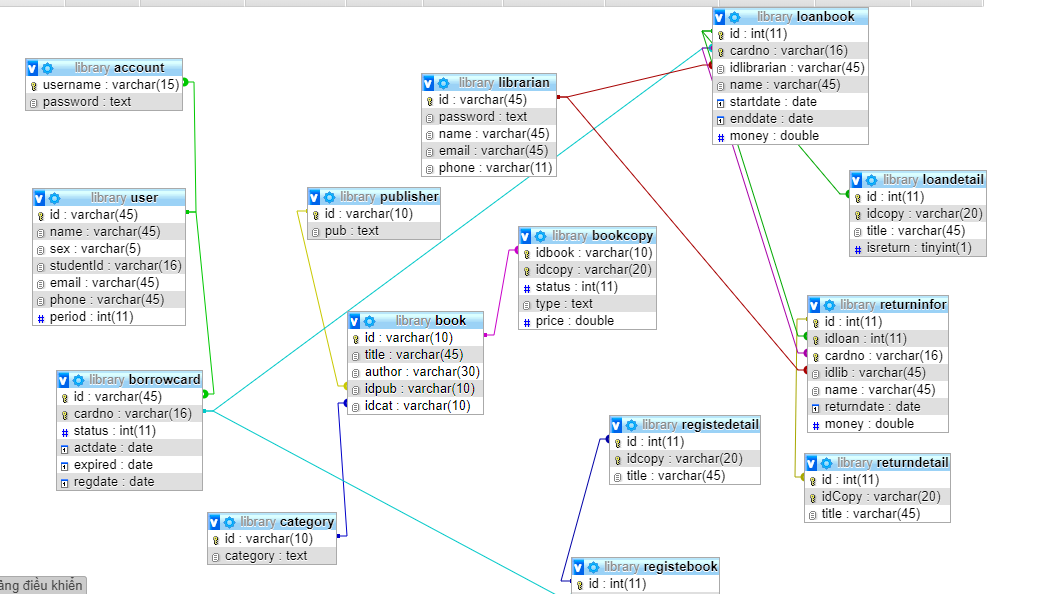 library account
username : varchar(15)
password : text
library user
id : varchar(45)
name : varchar(45)
sex : varchar(5)
studentId : varchar(16)
email : varchar(45)
phone : varchar(45)
period : int(11)
library borrowcard
id : varchar(45)
cardno : varchar(16)
status : int(11)
actdate : date
expired : date
regdate : date
library category
id : varchar(10)
category : text
library publisher
id : varchar(10)
pub : text
library book
id : varchar(10)
title : varchar(45)
author : varchar(30)
idpub : varchar(10)
idcat : varchar(10)
library librarian
id : varchar(45)
password : text
name : varchar(45)
email : varchar(45)
phone : varchar(11)
library bookcopy
idbook : varchar(10)
idcopy : varchar(20)
status : int(11)
type : text
price : double
library registedetail
id : int(11)
idcopy : varchar(20)
title : varchar(45)
library registebook
id : int(11)
library loanbook
id : int(11)
cardno : varchar(16)
idlibrarian : varchar(45)
name : varchar(45)
startdate : date
enddate : date
money : double
library loandetail
id : int(11)
idcopy : varchar(20)
title : varchar(45)
isreturn : tinyint(1)
library returninfor
id : int(11)
idloan : int(11)
cardno : varchar(16)
idlib : varchar(45)
name : varchar(45)
returndate : date
money : double
library returndetail
id : int(11)
idCopy : varchar(20)
title : varchar(45)
ảng điều khiển